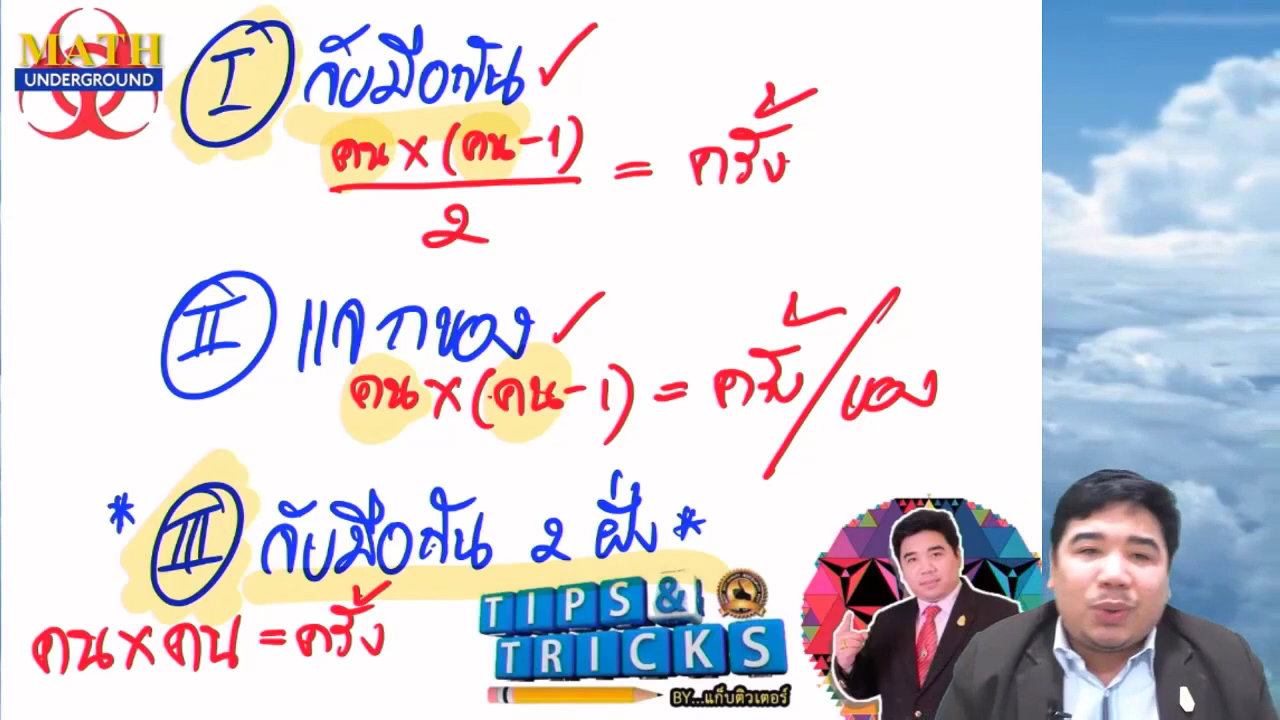 MATH
UNDERGROUND
I จับมือกัน ✓
คน × (คน - 1) = ครั้ง
2
II แจกของ ✓
คน × (คน - 1) = ครั้ง / ของ
* III จับมือกัน 2 ฝั่ง *
คน × คน = ครั้ง
TIPS &
TRICKS
BY...แก็บติวเตอร์